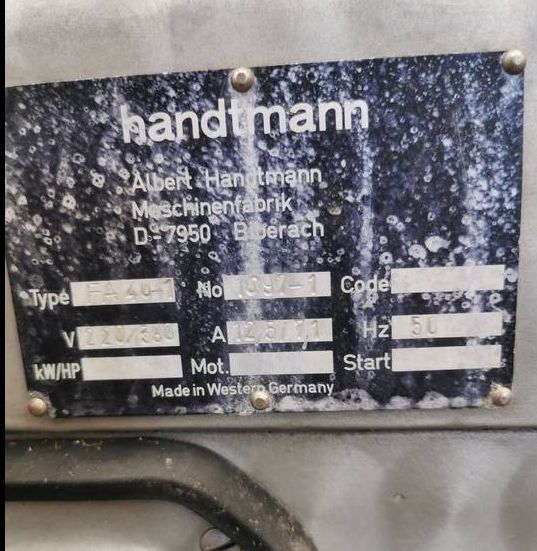 handtmann
Albert Handtmann
Maschinenfabrik
D-7950 Biberach
Type FA 40-1 No Code
V 220/380 A Hz 50
kW/HP Mot. Start
Made in Western Germany